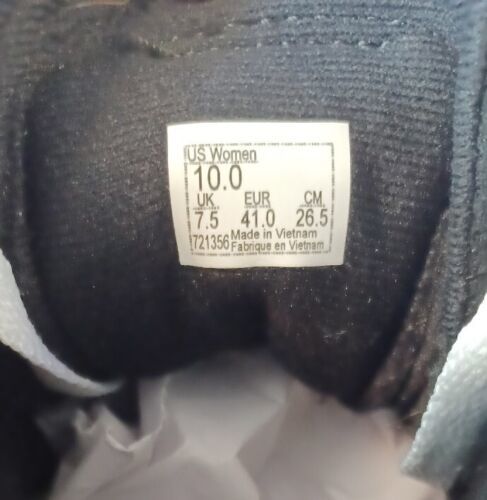 US Women
10.0
UK EUR CM
7.5 41.0 26.5
721356 Made in Vietnam
Fabrique en Vietnam